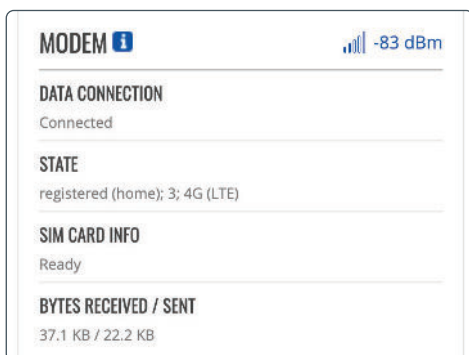 MODEM i -83 dBm
DATA CONNECTION
Connected
STATE
registered (home); 3; 4G (LTE)
SIM CARD INFO
Ready
BYTES RECEIVED / SENT
37.1 KB / 22.2 KB